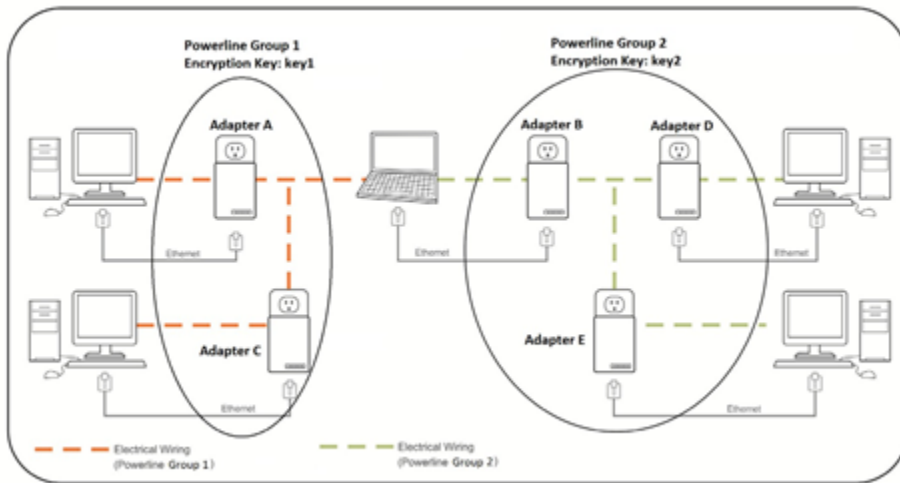 Powerline Group 1
Encryption Key: key1
Powerline Group 2
Encryption Key: key2
Adapter A
Adapter B
Adapter D
Ethernet
Ethernet
Ethernet
Adapter C
Adapter E
Ethernet
Ethernet
Electrical Wiring
(Powerline Group 1)
Electrical Wiring
(Powerline Group 2)